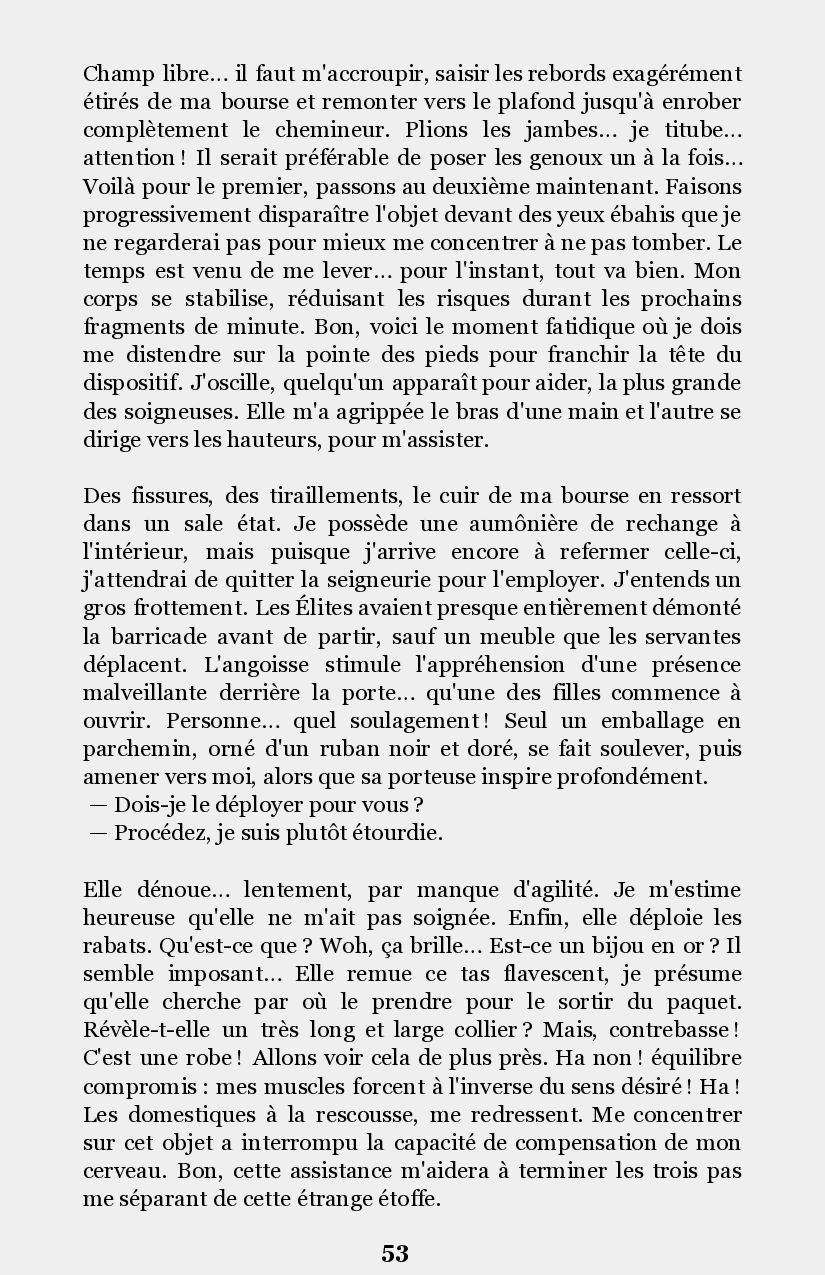 Champ libre... il faut m'accroupir, saisir les rebords exagérément
étirés de ma bourse et remonter vers le plafond jusqu'à enrober
complètement le chemineur. Plions les jambes... je titube...
attention ! Il serait préférable de poser les genoux un à la fois...
Voilà pour le premier, passons au deuxième maintenant. Faisons
progressivement disparaître l'objet devant des yeux ébahis que je
ne regarderai pas pour mieux me concentrer à ne pas tomber. Le
temps est venu de me lever... pour l'instant, tout va bien. Mon
corps se stabilise, réduisant les risques durant les prochains
fragments de minute. Bon, voici le moment fatidique où je dois
me distendre sur la pointe des pieds pour franchir la tête du
dispositif. J'oscille, quelqu'un apparaît pour aider, la plus grande
des soigneuses. Elle m'a agrippée le bras d'une main et l'autre se
dirige vers les hauteurs, pour m'assister.

Des fissures, des tiraillements, le cuir de ma bourse en ressort
dans un sale état. Je possède une aumônière de rechange à
l'intérieur, mais puisque j'arrive encore à refermer celle-ci,
j'attendrai de quitter la seigneurie pour l'employer. J'entends un
gros frottement. Les Élites avaient presque entièrement démonté
la barricade avant de partir, sauf un meuble que les servantes
déplacent. L'angoisse stimule l'appréhension d'une présence
malveillante derrière la porte... qu'une des filles commence à
ouvrir. Personne... quel soulagement ! Seul un emballage en
parchemin, orné d'un ruban noir et doré, se fait soulever, puis
amener vers moi, alors que sa porteuse inspire profondément.
— Dois-je le déployer pour vous ?
— Procédez, je suis plutôt étourdie.

Elle dénoue... lentement, par manque d'agilité. Je m'estime
heureuse qu'elle ne m'ait pas soignée. Enfin, elle déploie les
rabats. Qu'est-ce que ? Woh, ça brille... Est-ce un bijou en or ? Il
semble imposant... Elle remue ce tas flavescent, je présume
qu'elle cherche par où le prendre pour le sortir du paquet.
Révèle-t-elle un très long et large collier ? Mais, contrebasse !
C'est une robe ! Allons voir cela de plus près. Ha non ! équilibre
compromis : mes muscles forcent à l'inverse du sens désiré ! Ha !
Les domestiques à la rescousse, me redressent. Me concentrer
sur cet objet a interrompu la capacité de compensation de mon
cerveau. Bon, cette assistance m'aidera à terminer les trois pas
me séparant de cette étrange étoffe.

53